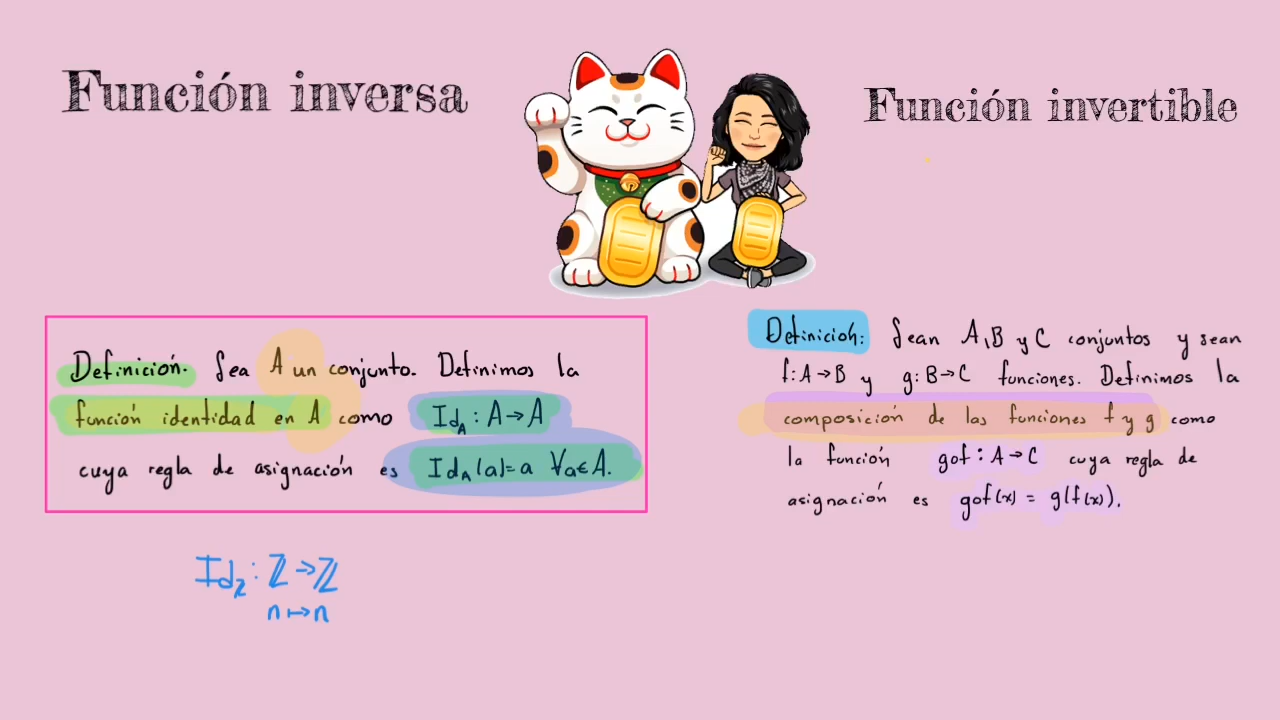 Función inversa
Función invertible
Definición. Sea A un conjunto. Definimos la
función identidad en A como Id_A : A → A
cuya regla de asignación es Id_A (a) = a ∀a ∈ A.
Id_ℤ : ℤ → ℤ
n ↦ n
Definición: Sean A, B y C conjuntos y sean
f: A → B y g: B → C funciones. Definimos la
composición de las funciones f y g como
la función gof : A → C cuya regla de
asignación es gof(x) = g(f(x)).